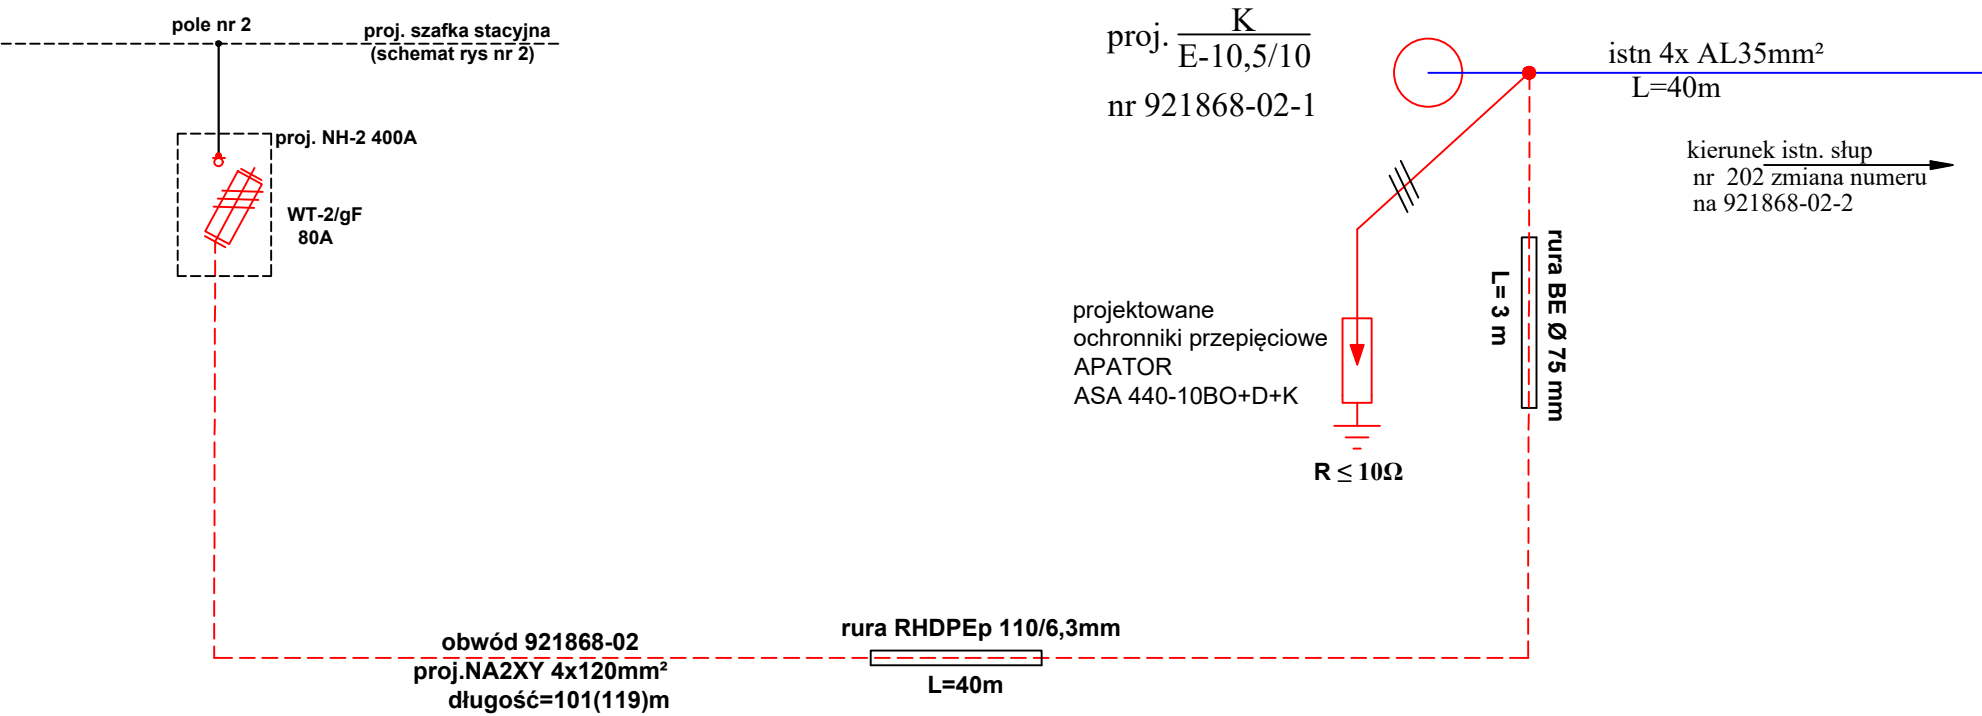 pole nr 2
proj. szafka stacyjna
(schemat rys nr 2)
proj. NH-2 400A
WT-2/gF
80A
proj. K
E-10,5/10
nr 921868-02-1
istn 4x AL35mm²
L=40m
kierunek istn. słup
nr 202 zmiana numeru
na 921868-02-2
projektowane
ochronniki przepięciowe
APATOR
ASA 440-10BO+D+K
R ≤ 10Ω
rura BE Ø 75 mm
L= 3 m
obwód 921868-02
proj.NA2XY 4x120mm²
długość=101(119)m
rura RHDPEp 110/6,3mm
L=40m